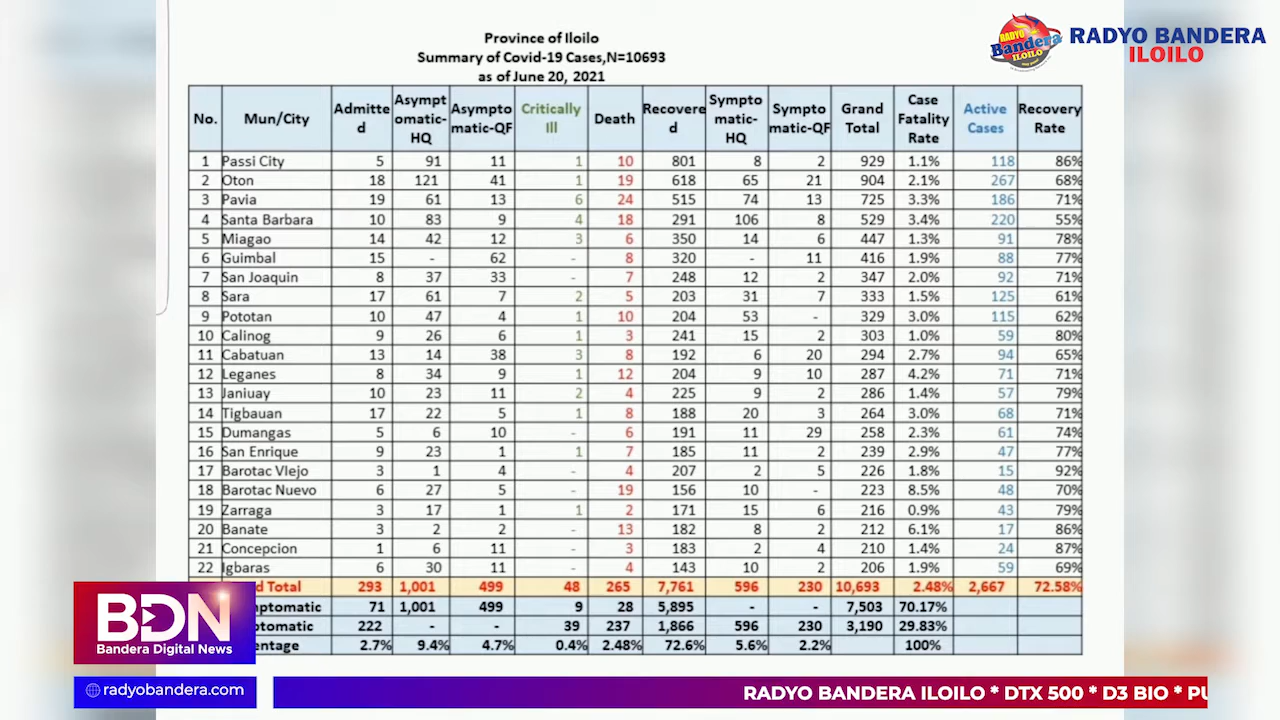 Province of Iloilo
Summary of Covid-19 Cases,N=10693
as of June 20, 2021
RADYO BANDERA
ILOILO
RADYO
Bandera
ILOILO
No. Mun/City Admitted Asymptomatic-HQ Asymptomatic-QF Critically Ill Death Recovered Symptomatic-HQ Symptomatic-QF Grand Total Case Fatality Rate Active Cases Recovery Rate
1 Passi City 5 91 11 1 10 801 8 2 929 1.1% 118 86%
2 Oton 18 121 41 1 19 618 65 21 904 2.1% 267 68%
3 Pavia 19 61 13 6 24 515 74 13 725 3.3% 186 71%
4 Santa Barbara 10 83 9 4 18 291 106 8 529 3.4% 220 55%
5 Miagao 14 42 12 3 6 350 14 6 447 1.3% 91 78%
6 Guimbal 15 - 62 - 8 320 - 11 416 1.9% 88 77%
7 San Joaquin 8 37 33 - 7 248 12 2 347 2.0% 92 71%
8 Sara 17 61 7 2 5 203 31 7 333 1.5% 125 61%
9 Pototan 10 47 4 1 10 204 53 - 329 3.0% 115 62%
10 Calinog 9 26 6 1 3 241 15 2 303 1.0% 59 80%
11 Cabatuan 13 14 38 3 8 192 6 20 294 2.7% 94 65%
12 Leganes 8 34 9 1 12 204 9 10 287 4.2% 71 71%
13 Janiuay 10 23 11 2 4 225 9 2 286 1.4% 57 79%
14 Tigbauan 17 22 5 1 8 188 20 3 264 3.0% 68 71%
15 Dumangas 5 6 10 - 6 191 11 29 258 2.3% 61 74%
16 San Enrique 9 23 1 1 7 185 11 2 239 2.9% 47 77%
17 Barotac VIejo 3 1 4 - 4 207 2 5 226 1.8% 15 92%
18 Barotac Nuevo 6 27 5 - 19 156 10 - 223 8.5% 48 70%
19 Zarraga 3 17 1 1 2 171 15 6 216 0.9% 43 79%
20 Banate 3 2 2 - 13 182 8 2 212 6.1% 17 86%
21 Concepcion 1 6 11 - 3 183 2 4 210 1.4% 24 87%
22 Igbaras 6 30 11 - 4 143 10 2 206 1.9% 59 69%
d Total 293 1,001 499 48 265 7,761 596 230 10,693 2.48% 2,667 72.58%
ptomatic 71 1,001 499 9 28 5,895 - - 7,503 70.17%
tomatic 222 - - 39 237 1,866 596 230 3,190 29.83%
entage 2.7% 9.4% 4.7% 0.4% 2.48% 72.6% 5.6% 2.2% 100%
BDN
Bandera Digital News
radyobandera.com
RADYO BANDERA ILOILO * DTX 500 * D3 BIO * PU